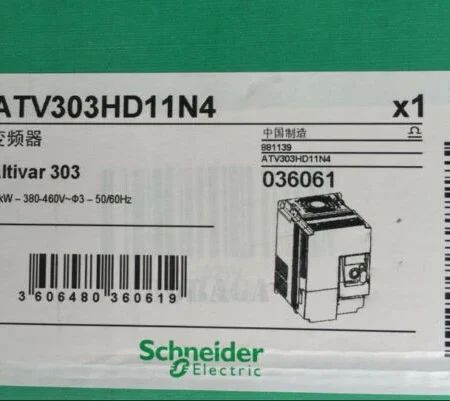 ATV303HD11N4 x1
变频器
ltivar 303
kW – 380-460V~Φ3 – 50/60Hz
中国制造
881139
ATV303HD11N4
036061
3 606480 360619
Schneider
Electric